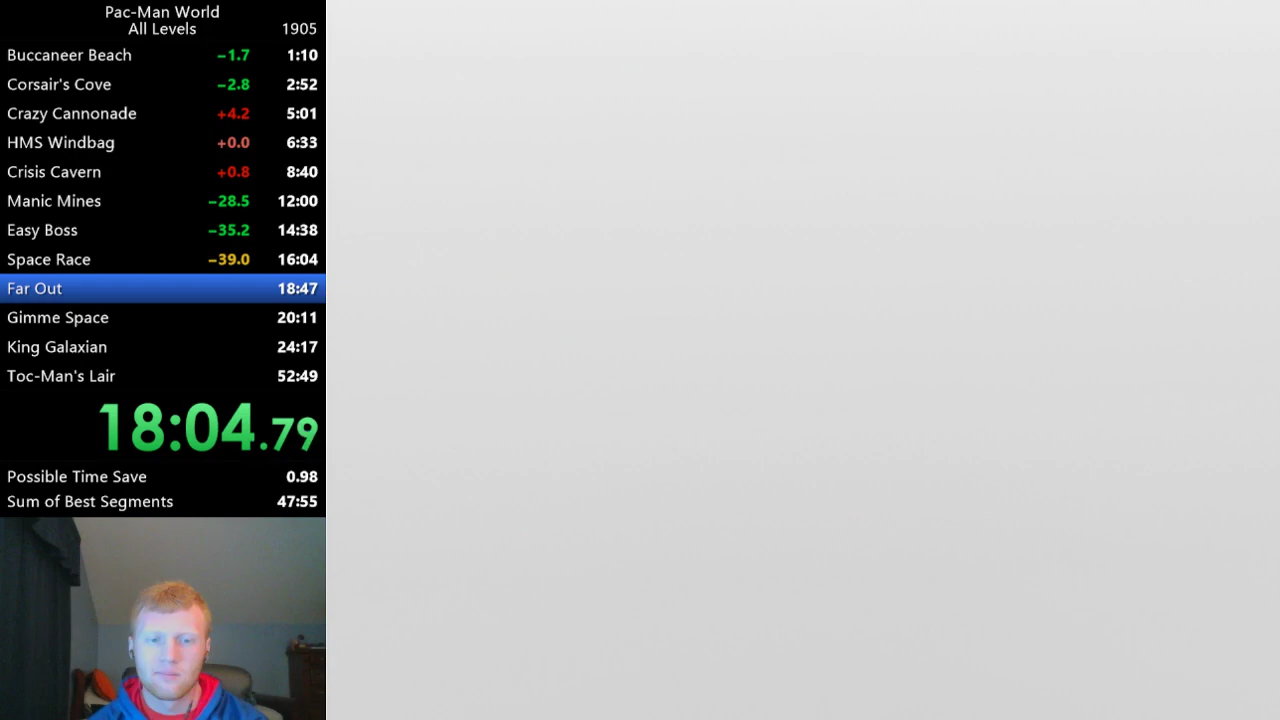 Pac-Man World
All Levels 1905
Buccaneer Beach −1.7 1:10
Corsair's Cove −2.8 2:52
Crazy Cannonade +4.2 5:01
HMS Windbag +0.0 6:33
Crisis Cavern +0.8 8:40
Manic Mines −28.5 12:00
Easy Boss −35.2 14:38
Space Race −39.0 16:04
Far Out 18:47
Gimme Space 20:11
King Galaxian 24:17
Toc-Man's Lair 52:49
18:04.79
Possible Time Save 0.98
Sum of Best Segments 47:55